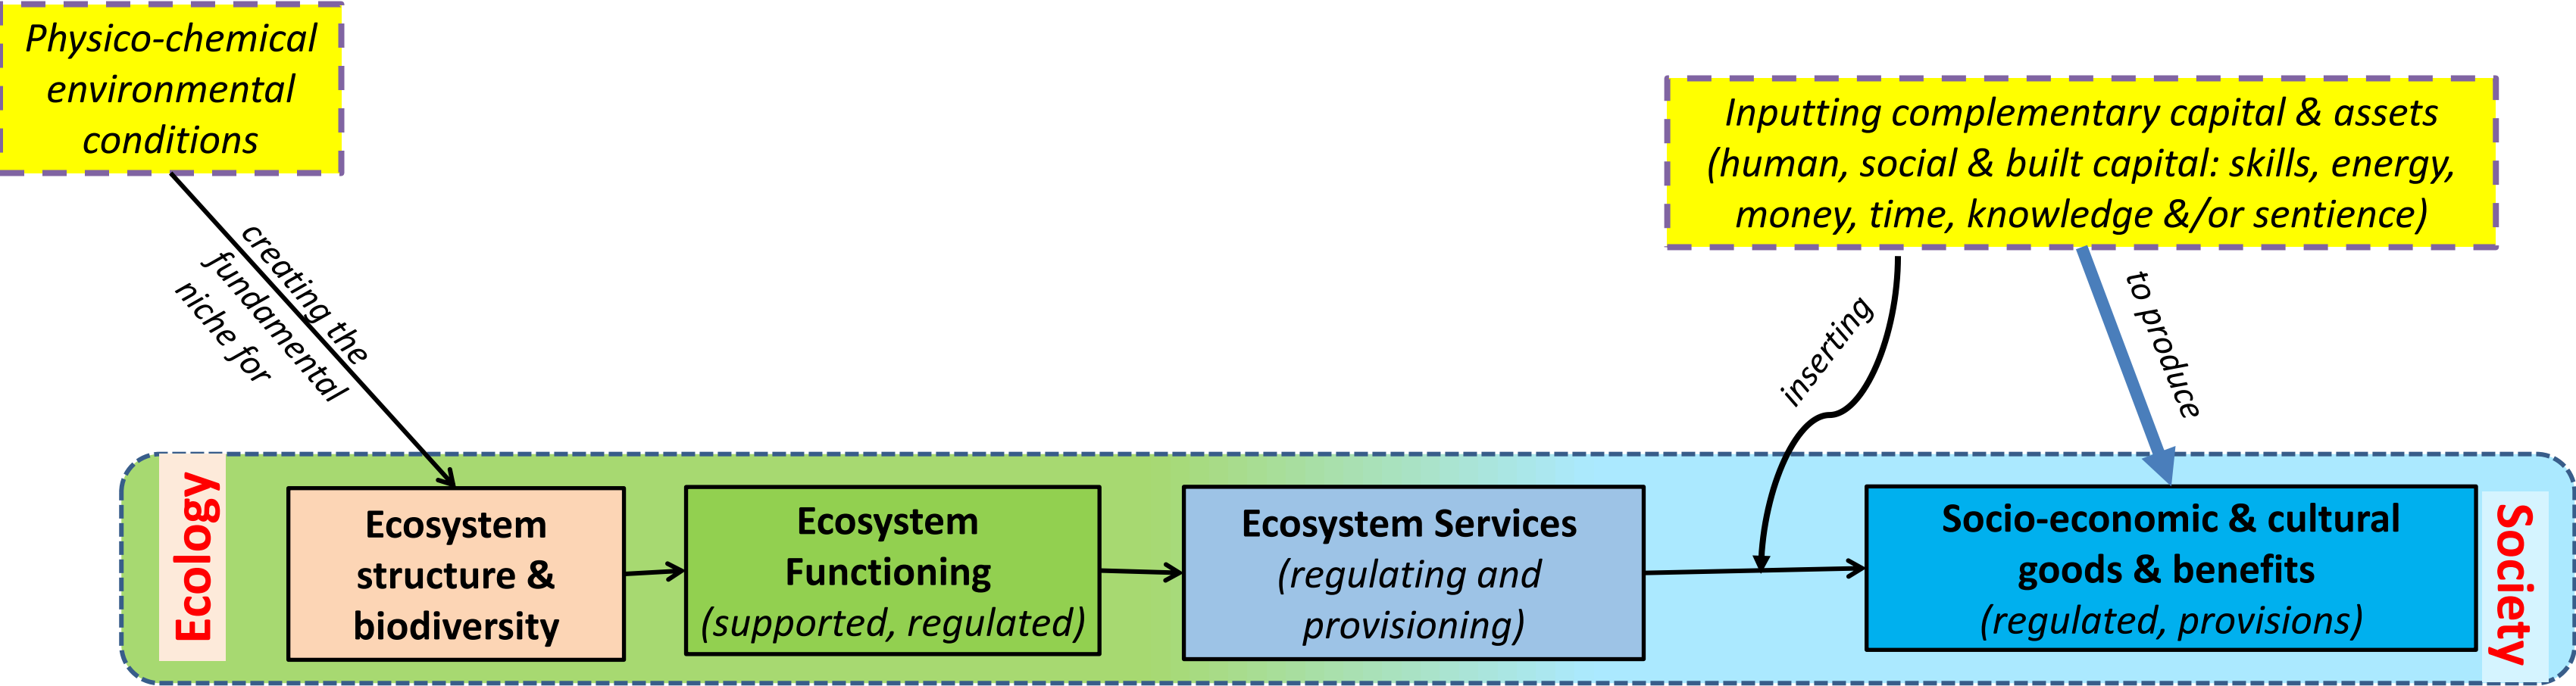 Physico-chemical
environmental
conditions
Inputting complementary capital & assets
(human, social & built capital: skills, energy,
money, time, knowledge &/or sentience)
creating the
fundamental
niche for
inserting
to produce
Ecology
Ecosystem
structure &
biodiversity
Ecosystem
Functioning
(supported, regulated)
Ecosystem Services
(regulating and
provisioning)
Socio-economic & cultural
goods & benefits
(regulated, provisions)
Society